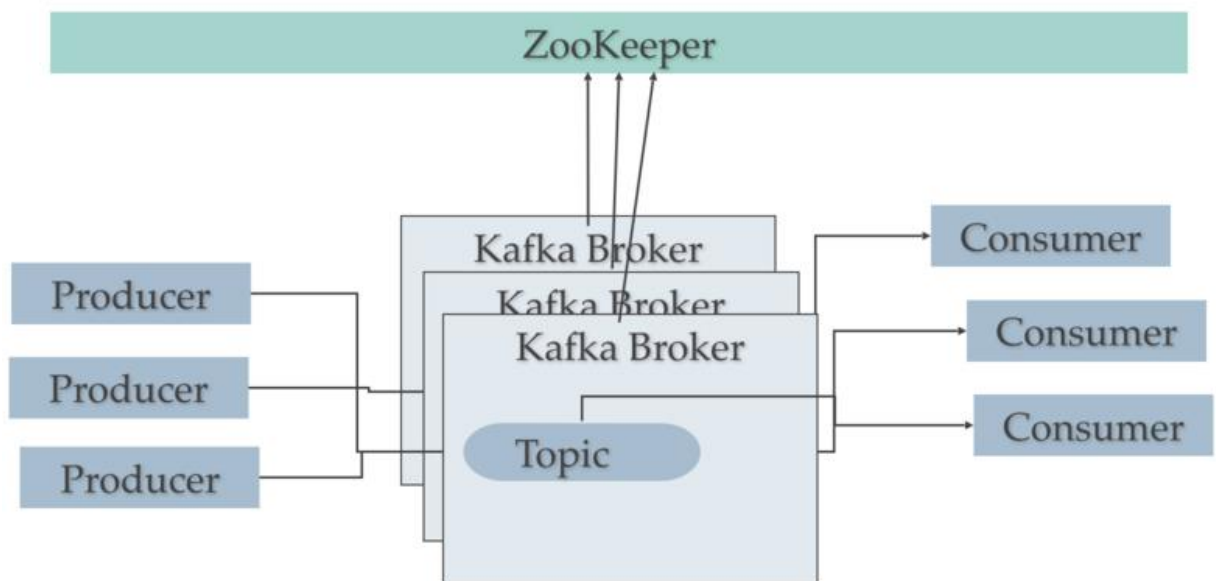 ZooKeeper
Kafka Broker
Kafka Broker
Kafka Broker
Topic
Producer
Producer
Producer
Consumer
Consumer
Consumer